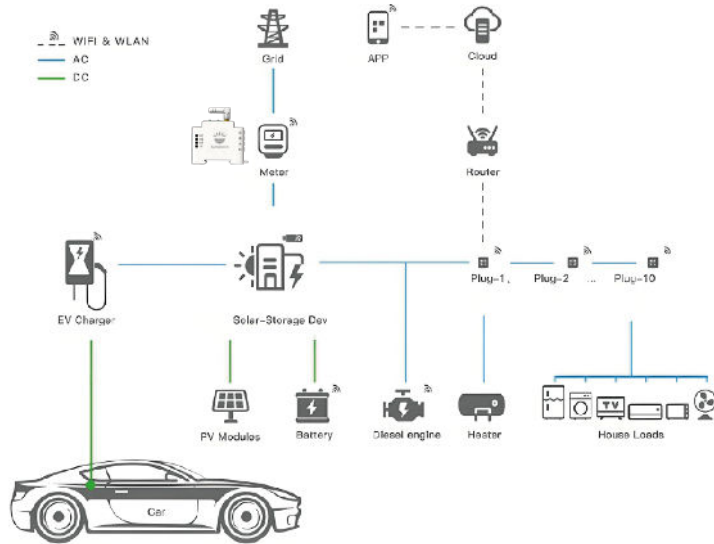 WIFI & WLAN
AC
DC
Grid
APP
Cloud
Meter
Router
EV Charger
Solar-Storage Dev
Plug-1,
Plug-2
...
Plug-10
PV Modules
Battery
Diesel engine
Heater
TV
House Loads
Car